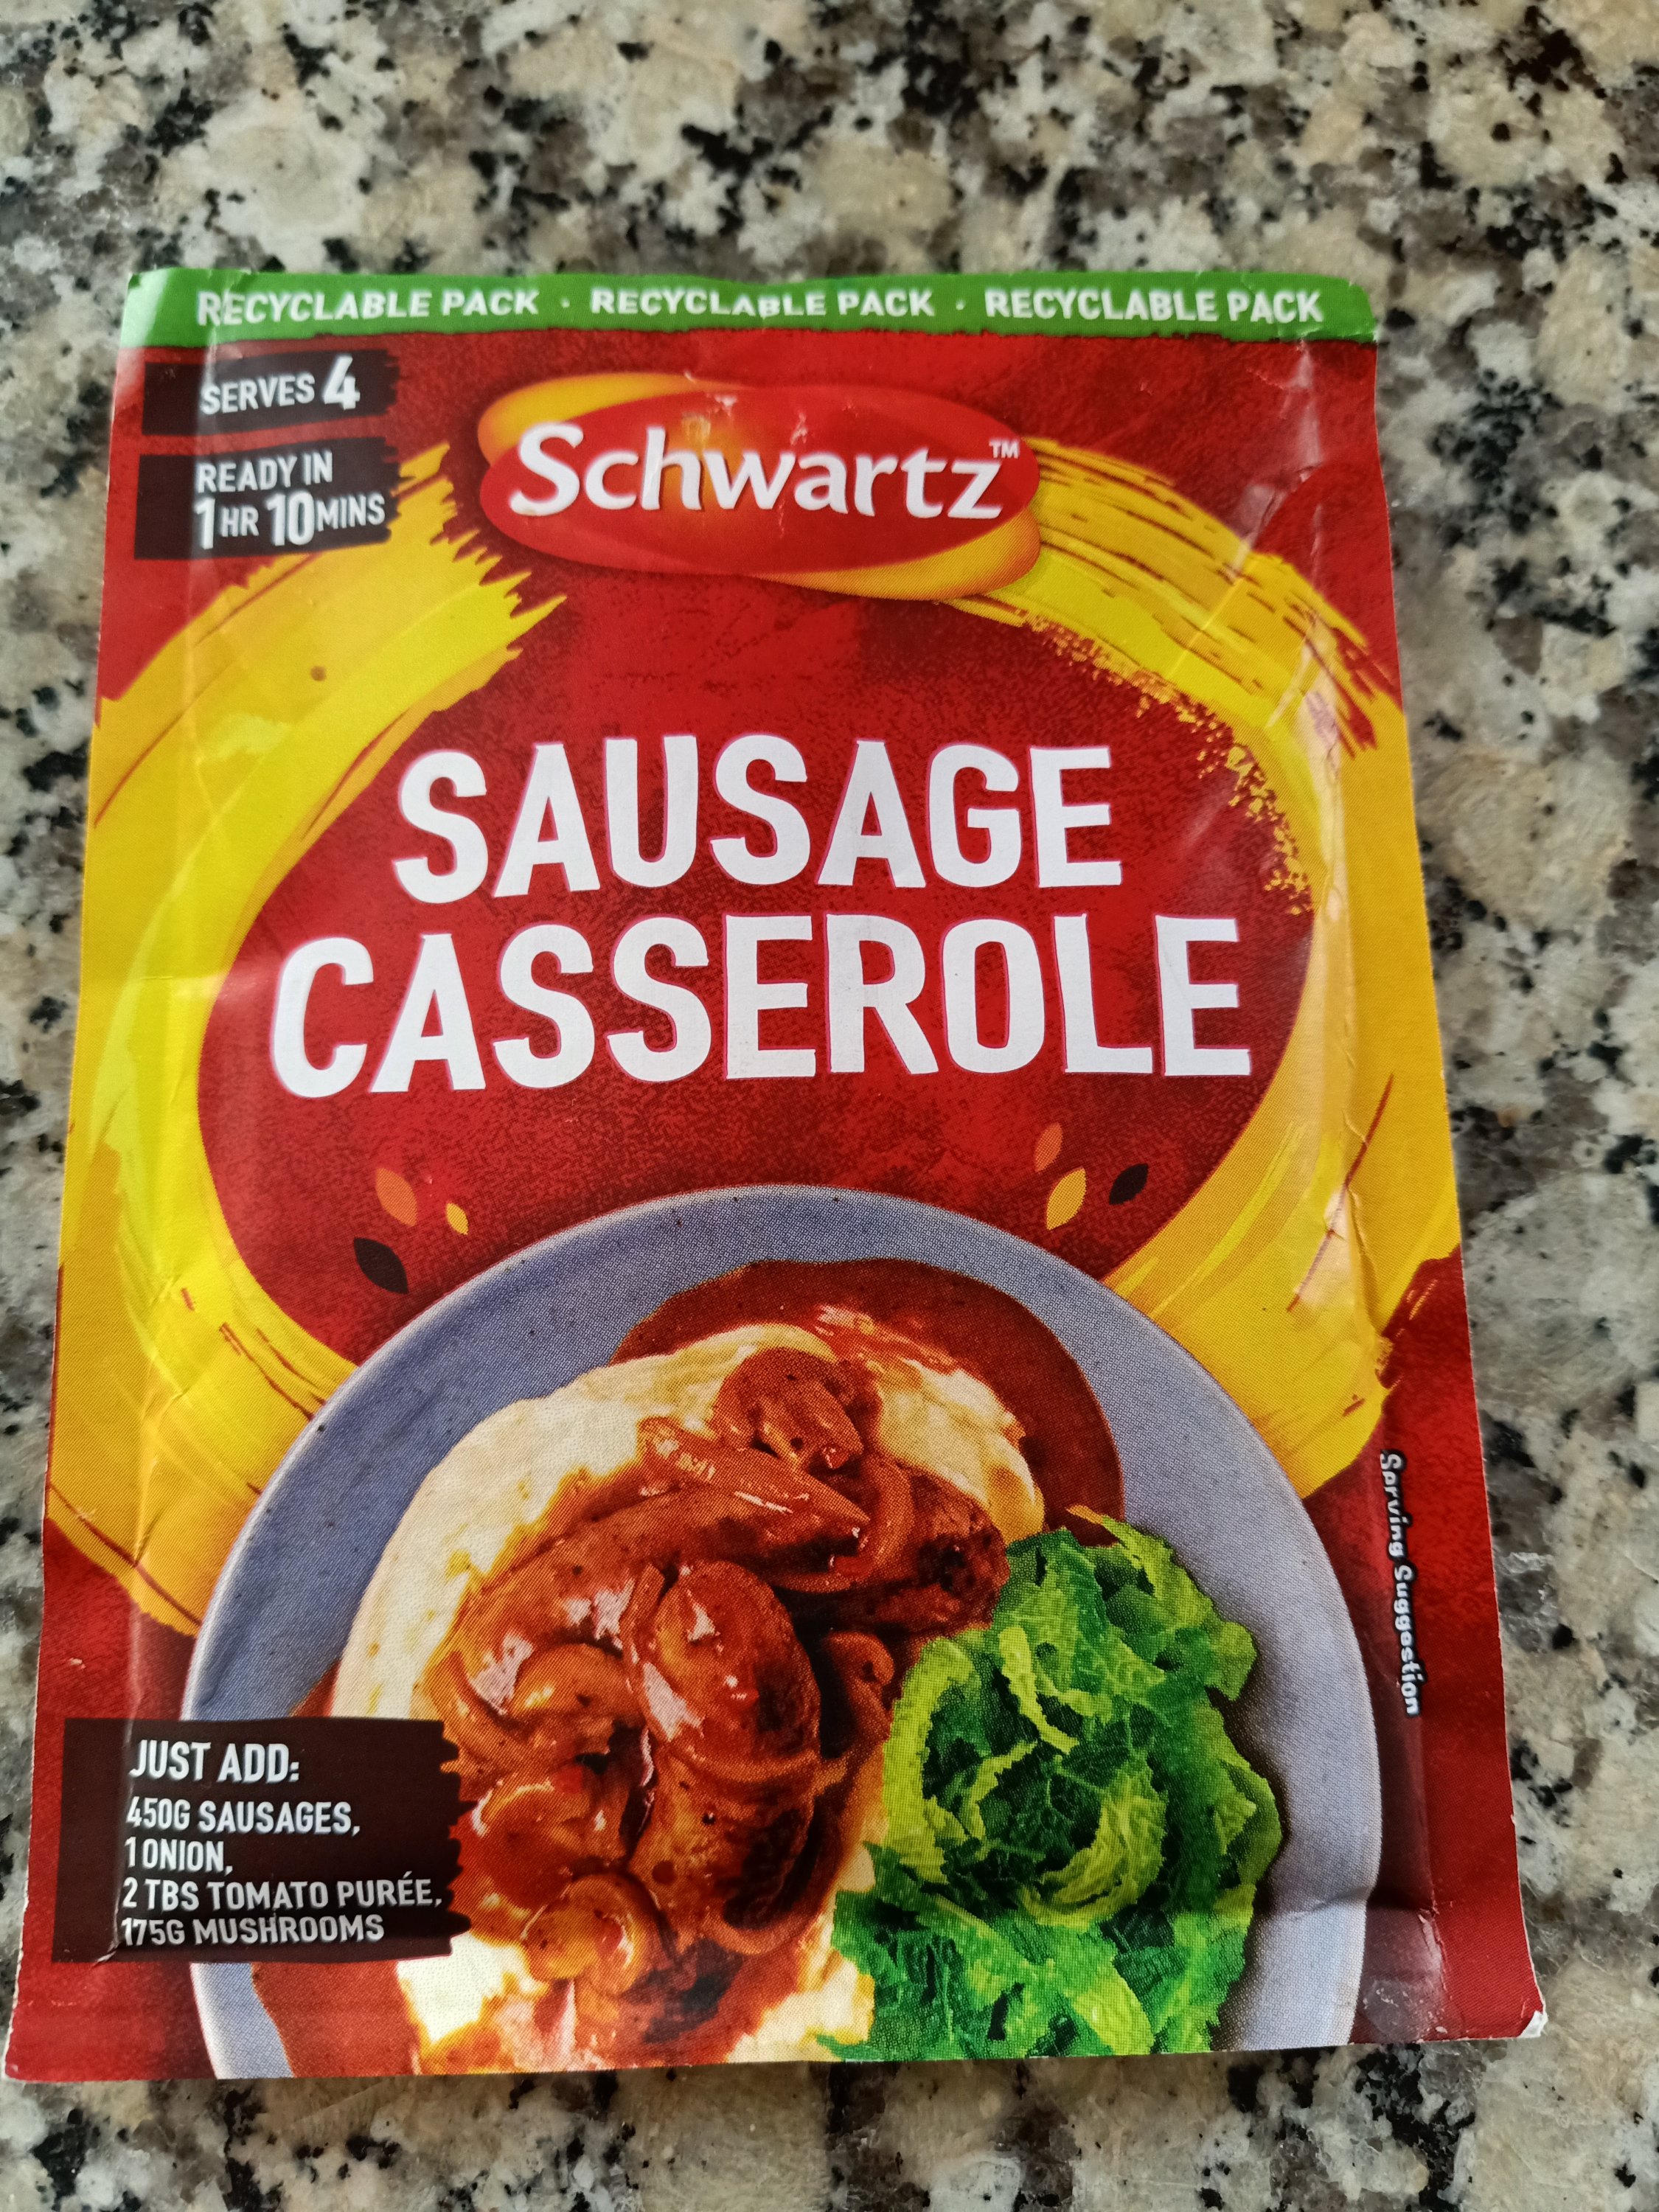 RECYCLABLE PACK · RECYCLABLE PACK · RECYCLABLE PACK
SERVES 4
READY IN
1 HR 10 MINS
Schwartz™
SAUSAGE
CASSEROLE
Serving Suggestion
JUST ADD:
450G SAUSAGES,
1 ONION,
2 TBS TOMATO PURÉE,
175G MUSHROOMS